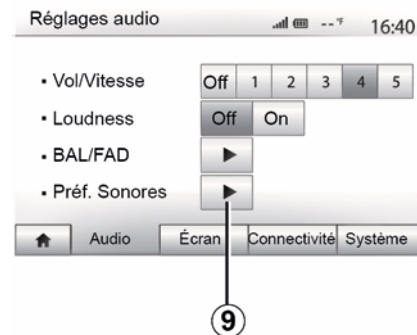 Réglages audio -- °F 16:40
▪ Vol/Vitesse Off 1 2 3 4 5
▪ Loudness Off On
▪ BAL/FAD
▪ Préf. Sonores
Audio Écran Connectivité Système
9